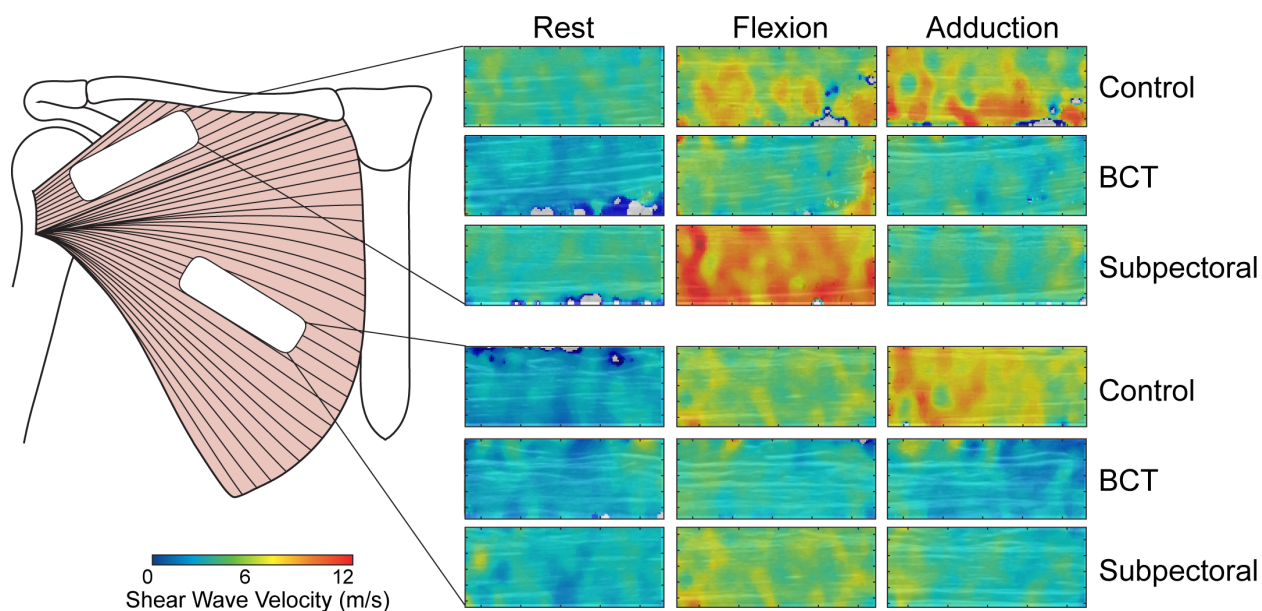 Rest Flexion Adduction
Control
BCT
Subpectoral
Control
BCT
Subpectoral
0 6 12
Shear Wave Velocity (m/s)